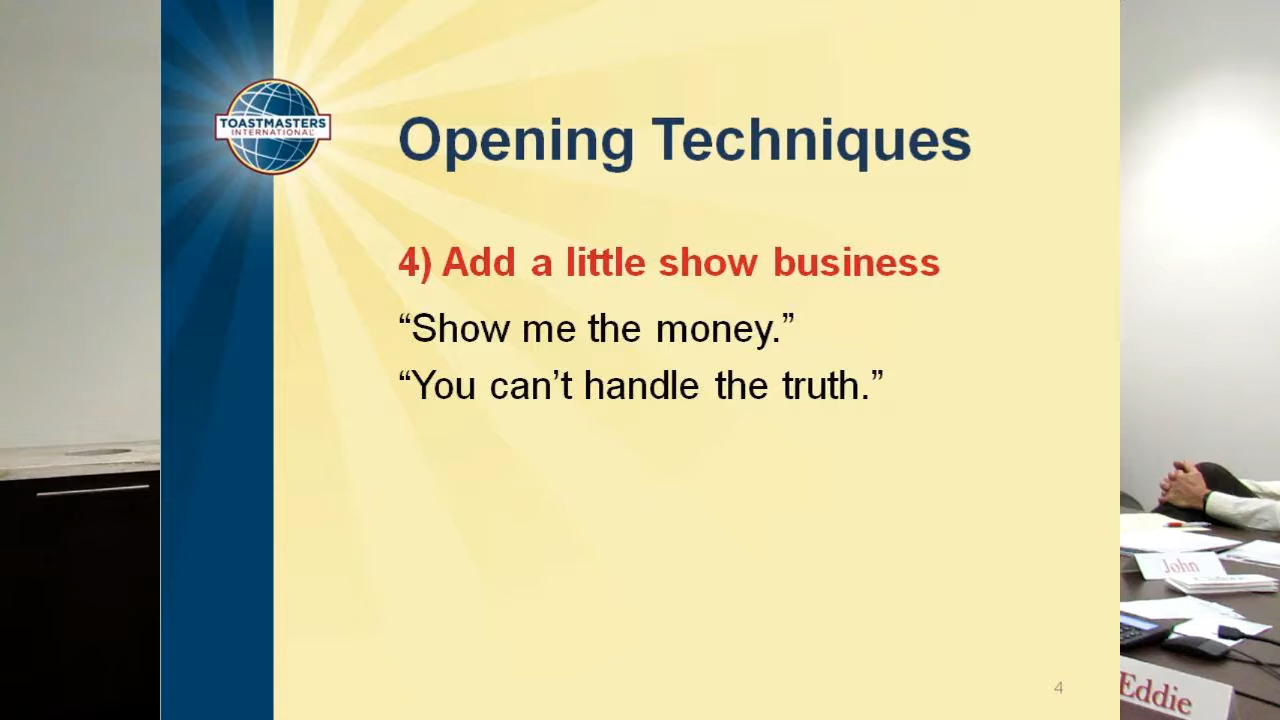 TOASTMASTERS
INTERNATIONAL
Opening Techniques
4) Add a little show business
“Show me the money.”
“You can’t handle the truth.”
4
John
Eddie